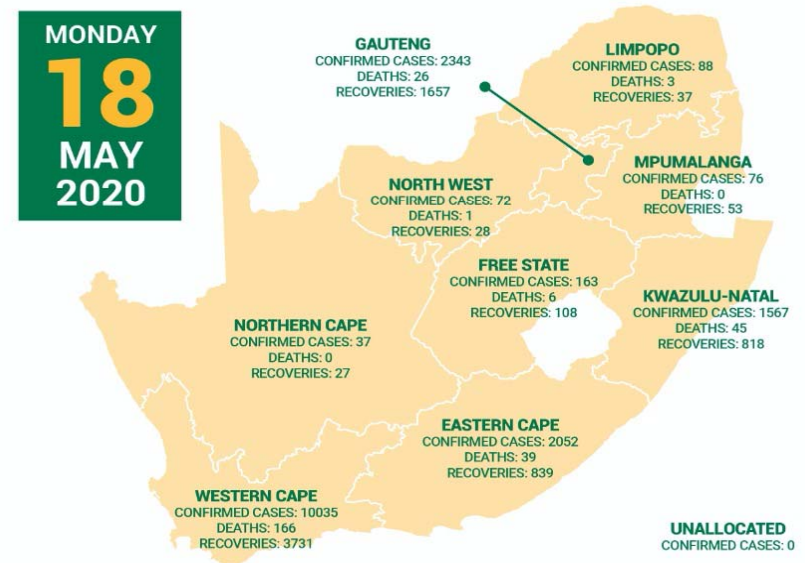 MONDAY
18
MAY
2020
GAUTENG
CONFIRMED CASES: 2343
DEATHS: 26
RECOVERIES: 1657
LIMPOPO
CONFIRMED CASES: 88
DEATHS: 3
RECOVERIES: 37
MPUMALANGA
CONFIRMED CASES: 76
DEATHS: 0
RECOVERIES: 53
NORTH WEST
CONFIRMED CASES: 72
DEATHS: 1
RECOVERIES: 28
FREE STATE
CONFIRMED CASES: 163
DEATHS: 6
RECOVERIES: 108
KWAZULU-NATAL
CONFIRMED CASES: 1567
DEATHS: 45
RECOVERIES: 818
NORTHERN CAPE
CONFIRMED CASES: 37
DEATHS: 0
RECOVERIES: 27
EASTERN CAPE
CONFIRMED CASES: 2052
DEATHS: 39
RECOVERIES: 839
WESTERN CAPE
CONFIRMED CASES: 10035
DEATHS: 166
RECOVERIES: 3731
UNALLOCATED
CONFIRMED CASES: 0